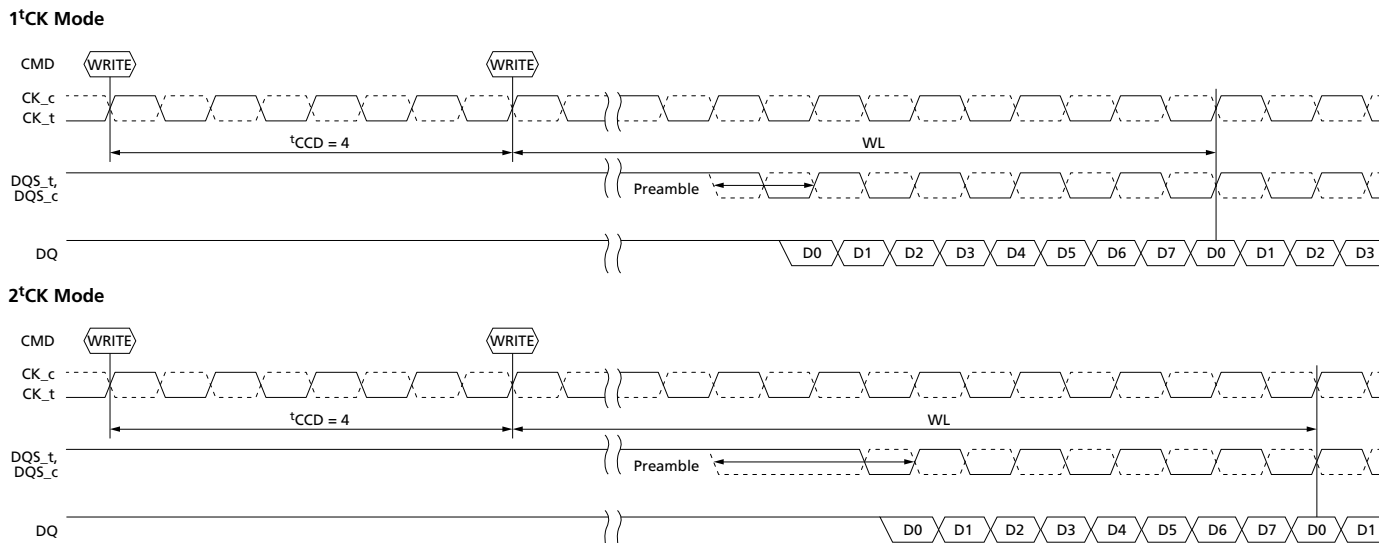 1tCK Mode
CMD WRITE WRITE
CK_c
CK_t
tCCD = 4 WL
DQS_t,
DQS_c Preamble
DQ D0 D1 D2 D3 D4 D5 D6 D7 D0 D1 D2 D3
2tCK Mode
CMD WRITE WRITE
CK_c
CK_t
tCCD = 4 WL
DQS_t,
DQS_c Preamble
DQ D0 D1 D2 D3 D4 D5 D6 D7 D0 D1